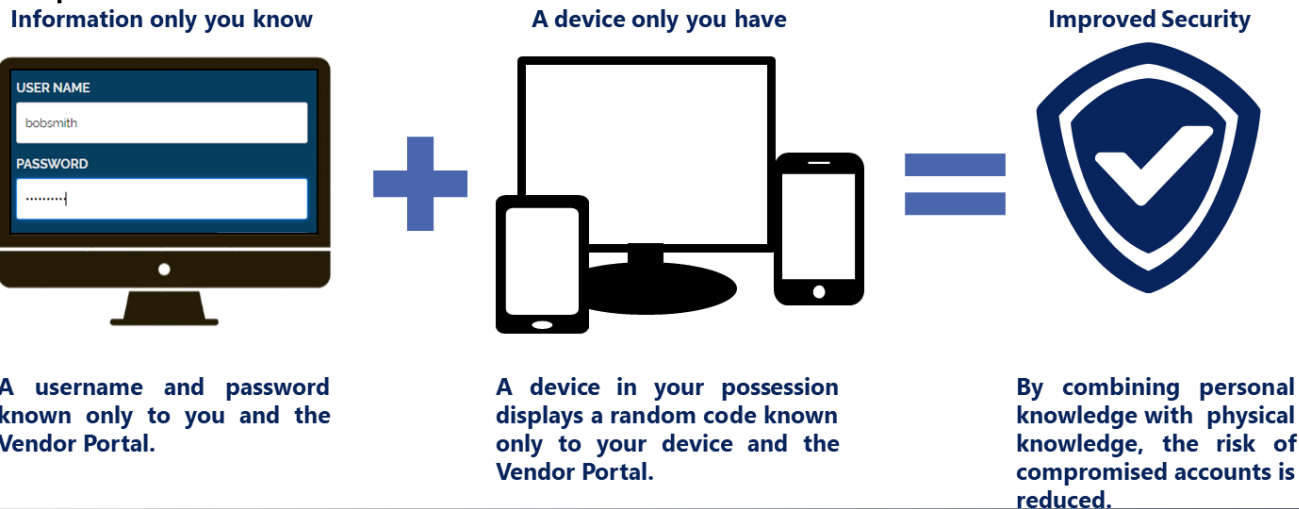 Information only you know
A device only you have
Improved Security
USER NAME
bobsmith
PASSWORD
A username and password
known only to you and the
Vendor Portal.
A device in your possession
displays a random code known
only to your device and the
Vendor Portal.
By combining personal
knowledge with physical
knowledge, the risk of
compromised accounts is
reduced.